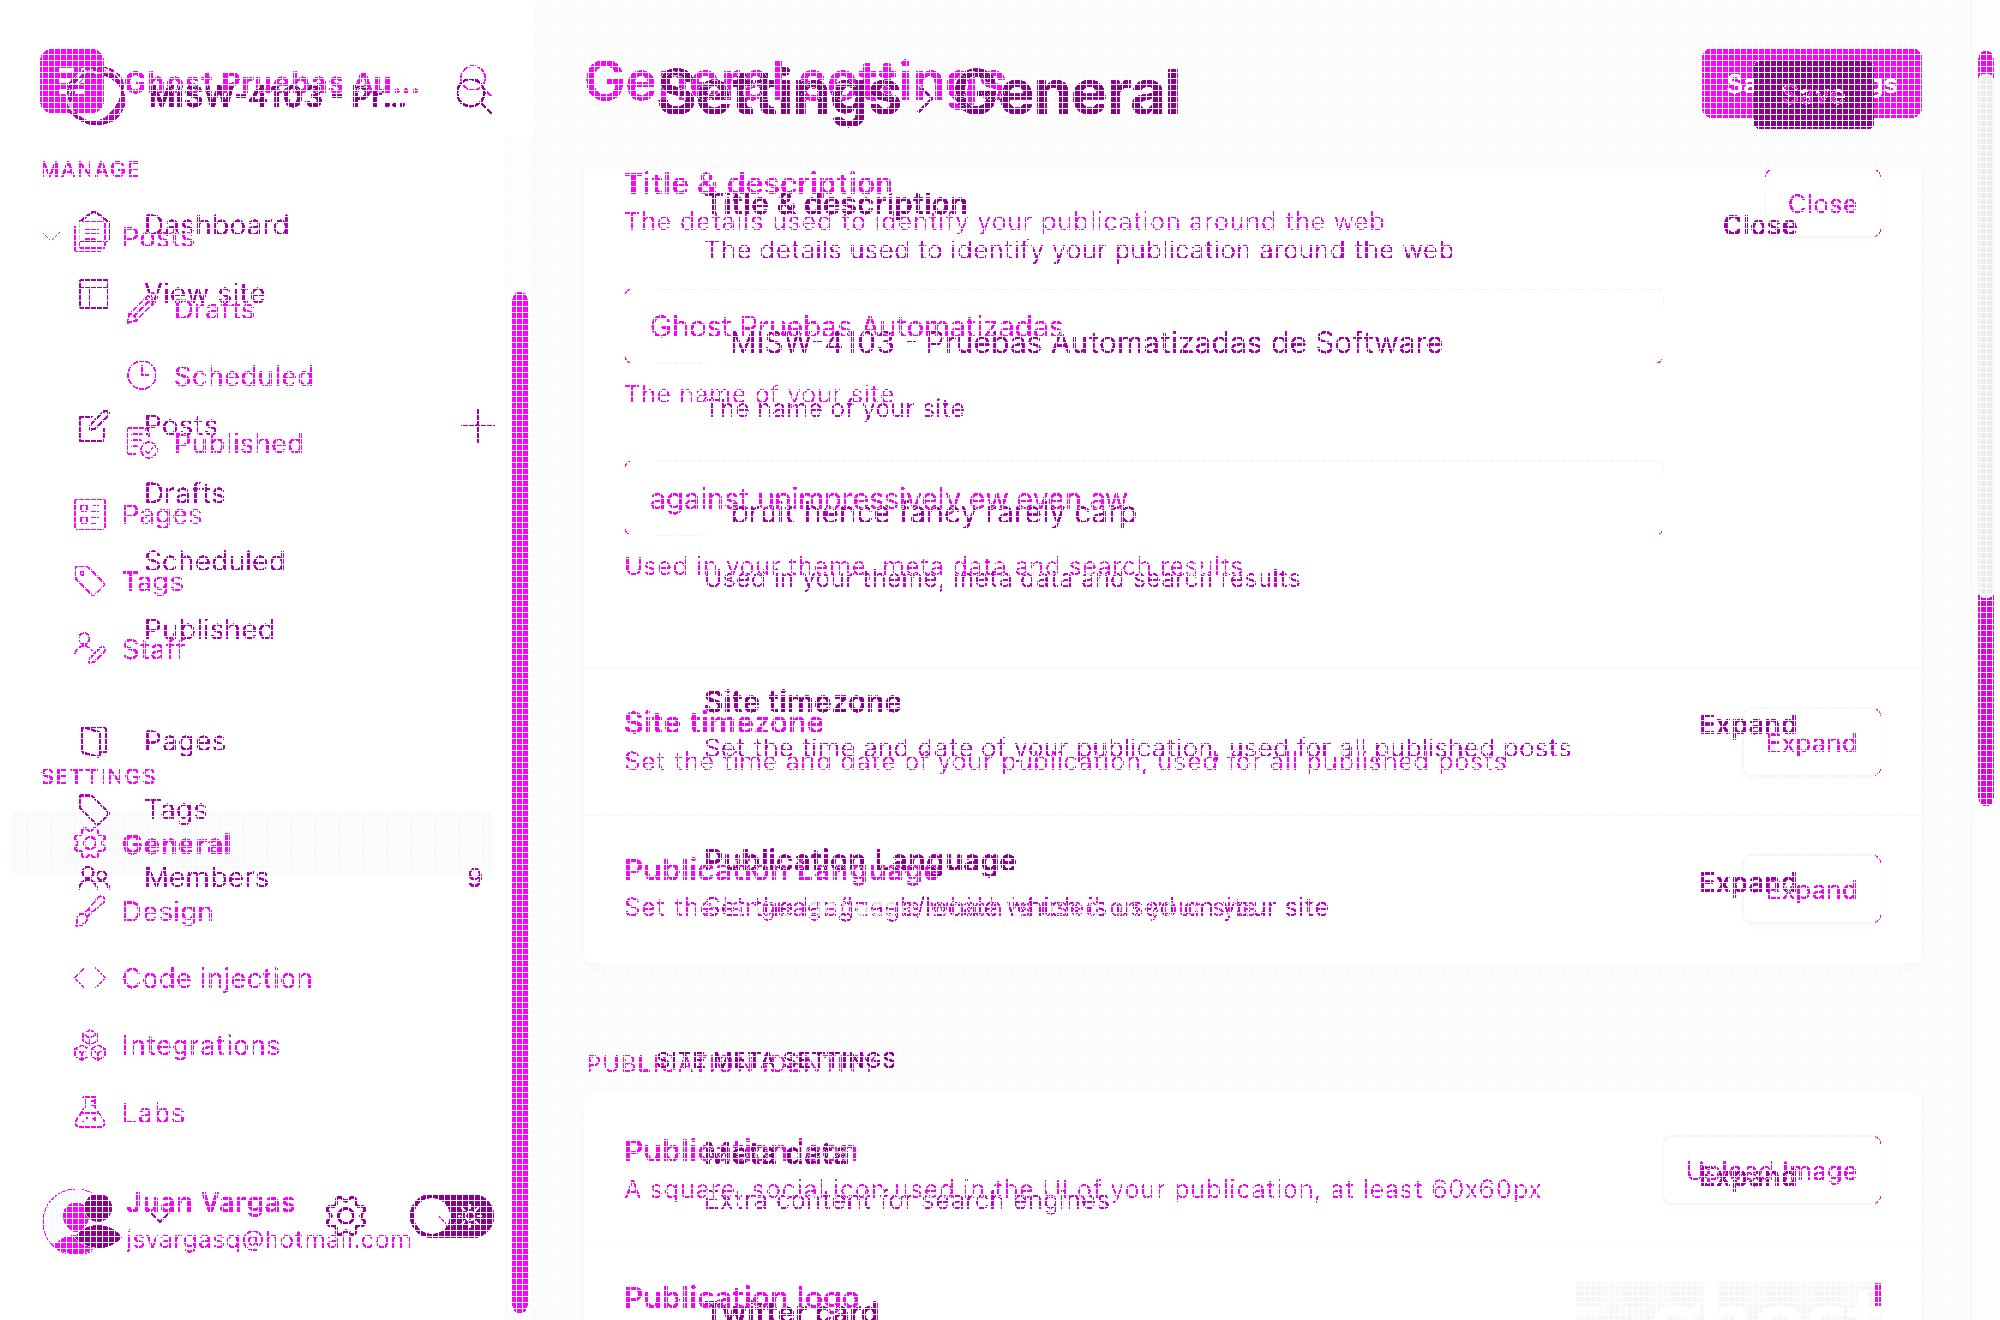 Ghost Pruebas Au...
MISW-4103 - Pr...
MANAGE
Dashboard
Posts
View site
Drafts
Scheduled
Posts
Published
Drafts
Pages
Scheduled
Tags
Published
Staff
Pages
SETTINGS
Tags
General
Members 9
Design
Code injection
Integrations
Labs
Juan Vargas
jsvargasq@hotmail.com
General settings
Settings › General
Save
Title & description
Close
Title & description
The details used to identify your publication around the web
Close
The details used to identify your publication around the web
Ghost Pruebas Automatizadas
MISW-4103 - Pruebas Automatizadas de Software
The name of your site
The name of your site
against unimpressively ew even aw
bruit hence fancy rarely carp
Used in your theme, meta data and search results
Used in your theme, meta data and search results
Site timezone
Expand
Site timezone
Expand
Set the time and date of your publication, used for all published posts
Set the time and date of your publication, used for all published posts
Publication Language
Expand
Publication Language
Expand
Set the language/locale which is used on your site
SITE META SETTINGS
PUBLICATION IDENTITY
Publication icon
Meta data
Upload Image
Expand
A square, social icon used in the UI of your publication, at least 60x60px
Extra content for search engines
Publication logo
Twitter card
ghost